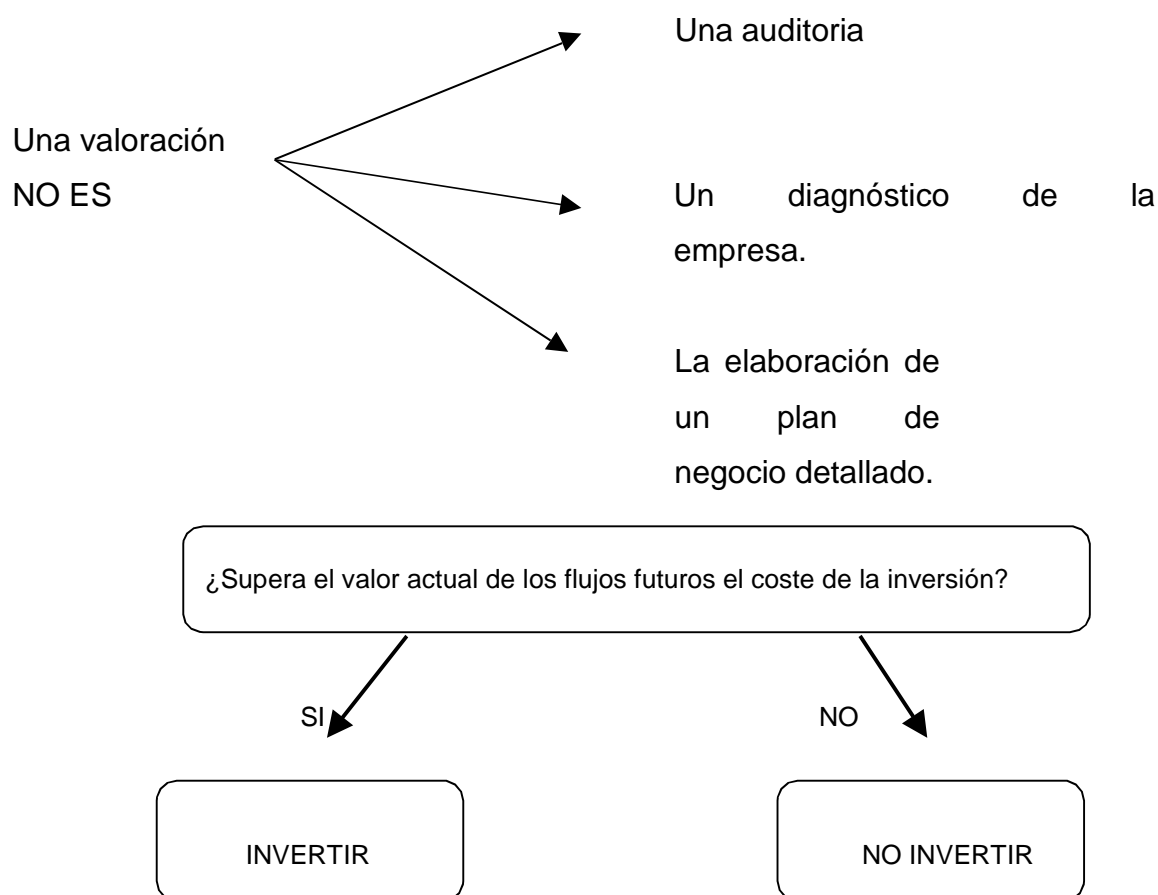 Una auditoria
Una valoración
NO ES
Un diagnóstico de la
empresa.
La elaboración de
un plan de
negocio detallado.
¿Supera el valor actual de los flujos futuros el coste de la inversión?
SI
NO
INVERTIR
NO INVERTIR